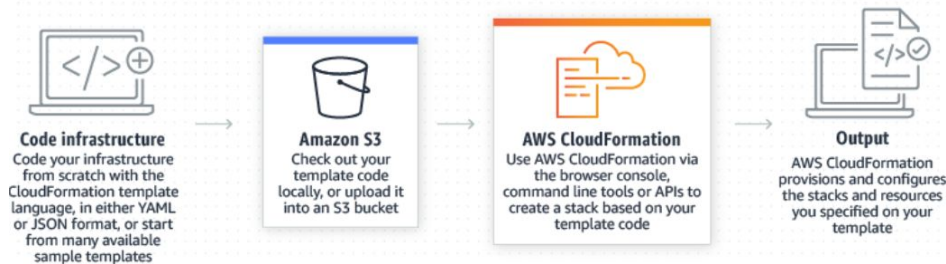 </>
</>
Code infrastructure
Code your infrastructure
from scratch with the
CloudFormation template
language, in either YAML
or JSON format, or start
from many available
sample templates
Amazon S3
Check out your
template code
locally, or upload it
into an S3 bucket
AWS CloudFormation
Use AWS CloudFormation via
the browser console,
command line tools or APIs to
create a stack based on your
template code
Output
AWS CloudFormation
provisions and configures
the stacks and resources
you specified on your
template